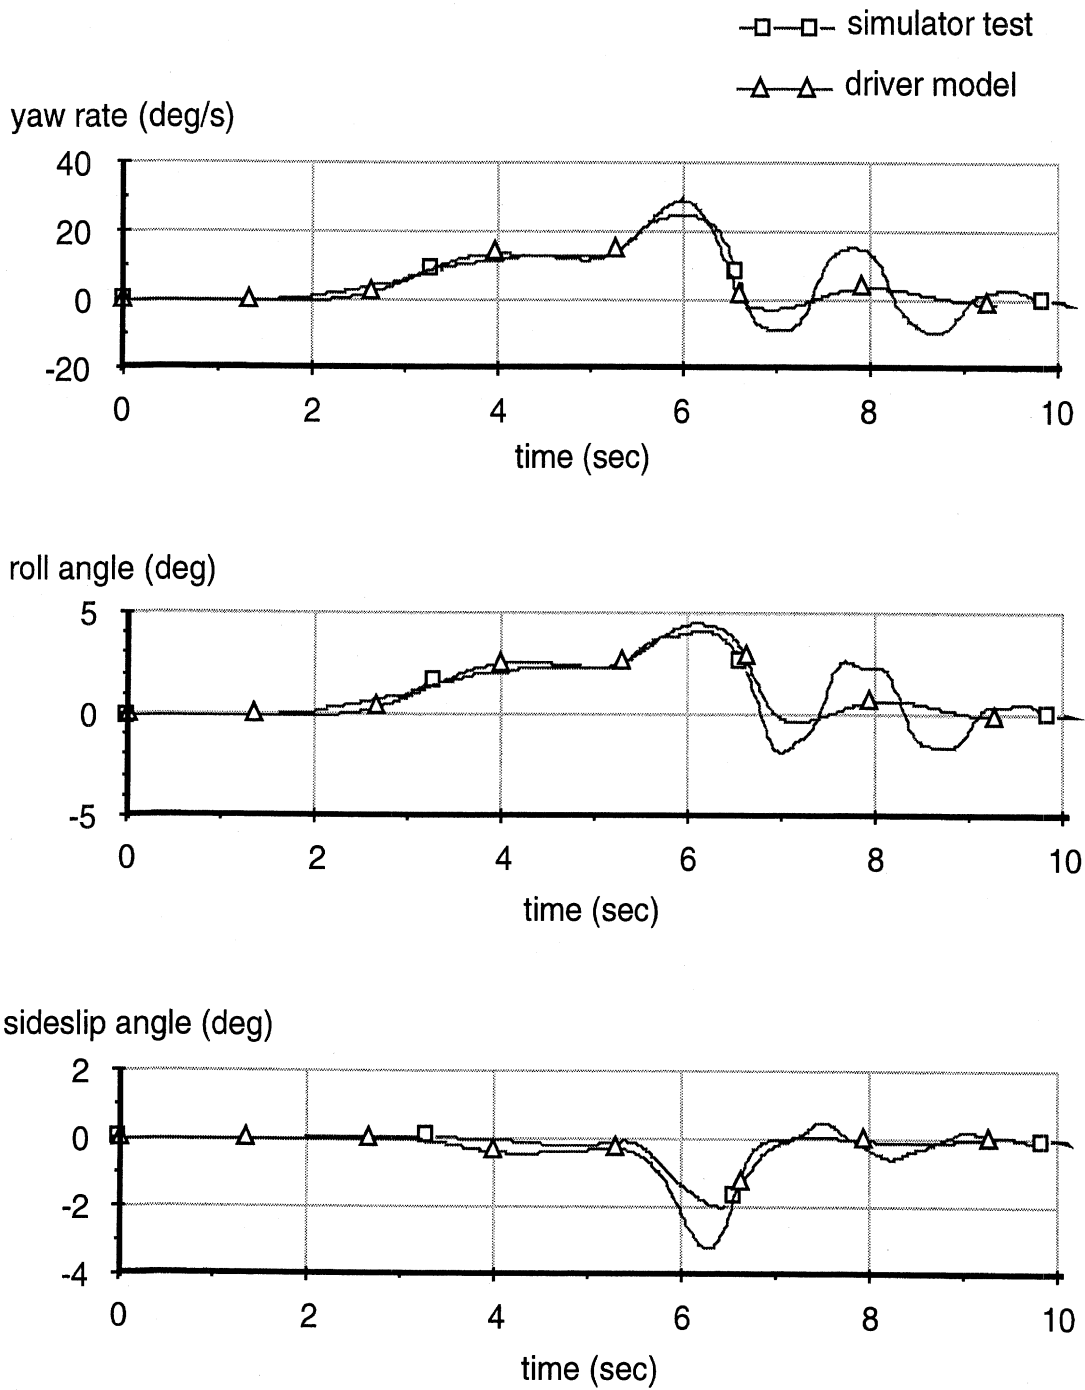 simulator test
driver model
yaw rate (deg/s)
40
20
0
-20
0 2 4 6 8 10
time (sec)
roll angle (deg)
5
0
-5
0 2 4 6 8 10
time (sec)
sideslip angle (deg)
2
0
-2
-4
0 2 4 6 8 10
time (sec)